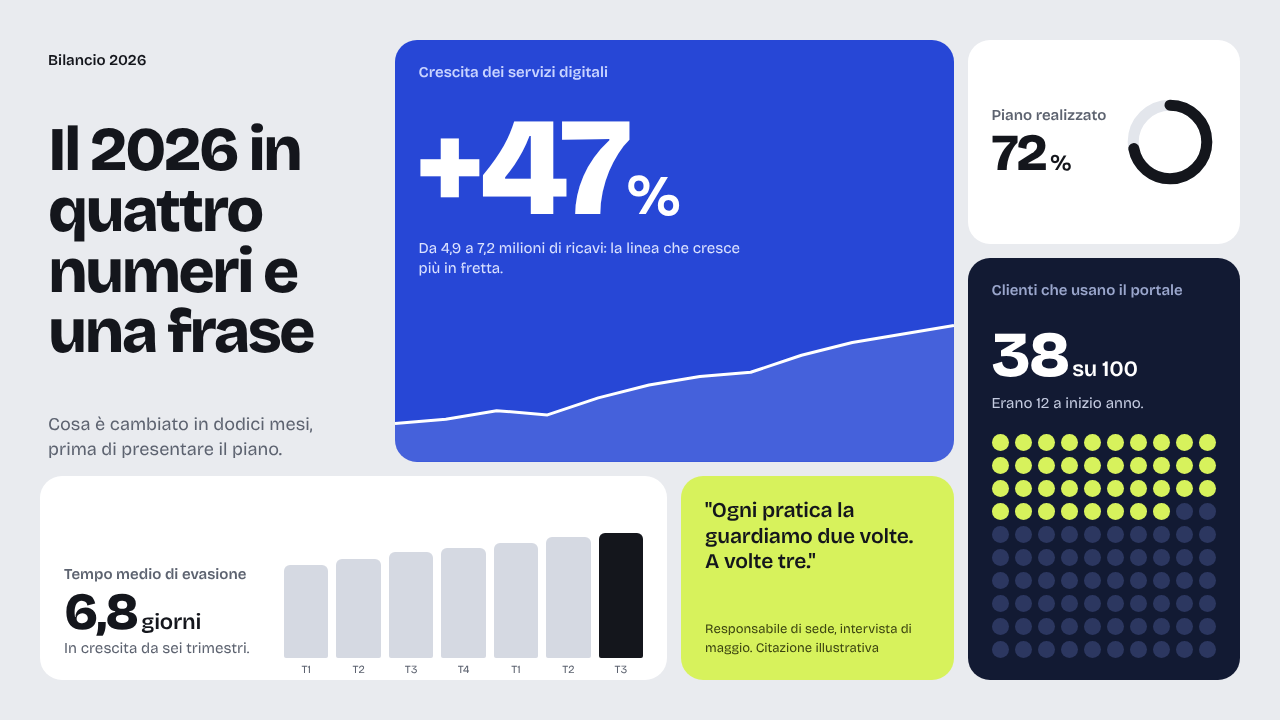 Bilancio 2026
Il 2026 in
quattro
numeri e
una frase
Cosa è cambiato in dodici mesi,
prima di presentare il piano.
Crescita dei servizi digitali
+47%
Da 4,9 a 7,2 milioni di ricavi: la linea che cresce
più in fretta.
Piano realizzato
72%
Clienti che usano il portale
38 su 100
Erano 12 a inizio anno.
Tempo medio di evasione
6,8 giorni
In crescita da sei trimestri.
T1 T2 T3 T4 T1 T2 T3
"Ogni pratica la
guardiamo due volte.
A volte tre."
Responsabile di sede, intervista di
maggio. Citazione illustrativa